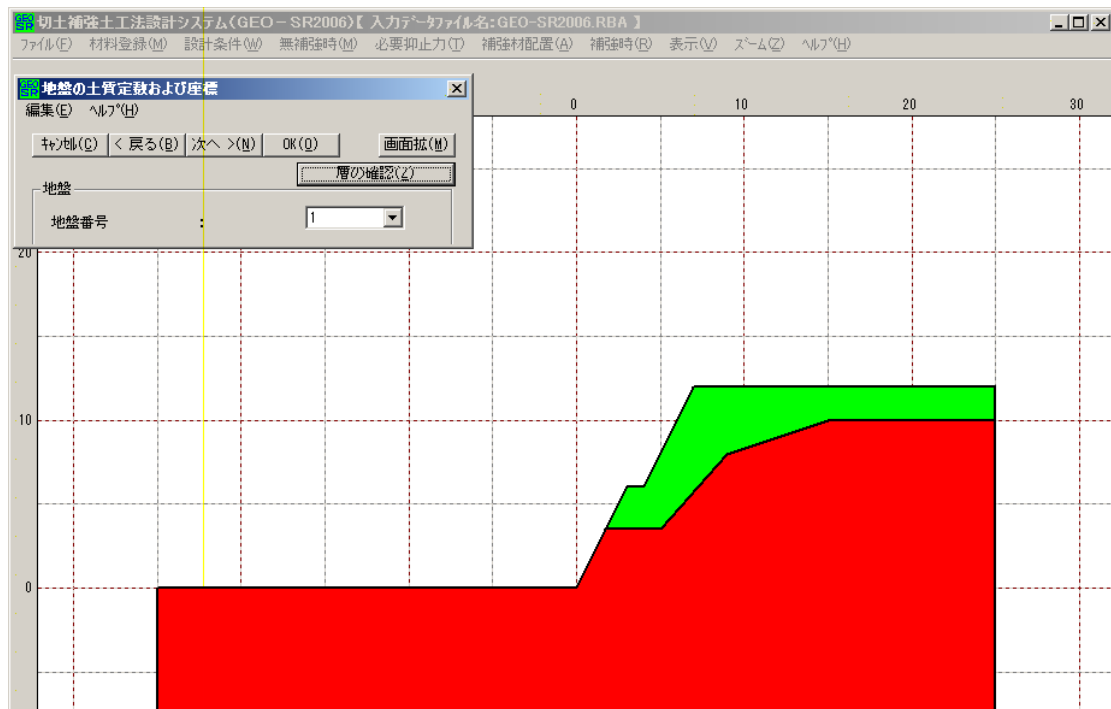 GEO SR 切土補強土工法設計システム(GEO－SR2006)【 入力ﾃﾞｰﾀﾌｧｲﾙ名:GEO-SR2006.RBA 】
ﾌｧｲﾙ(F) 材料登録(M) 設計条件(W) 無補強時(M) 必要抑止力(T) 補強材配置(A) 補強時(R) 表示(V) ｽﾞｰﾑ(Z) ﾍﾙﾌﾟ(H)
GEO SR 地盤の土質定数および座標
編集(E) ﾍﾙﾌﾟ(H)
ｷｬﾝｾﾙ(C) < 戻る(B) 次へ >(N) OK(O) 画面拡(M)
層の確認(Z)
地盤
地盤番号 : 1
0 10 20 30
20
10
0